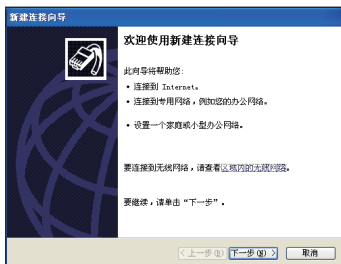 新建连接向导
欢迎使用新建连接向导
此向导将帮助您:
• 连接到 Internet。
• 连接到专用网络，例如您的办公网络。
• 设置一个家庭或小型办公网络。
要连接到无线网络，请查看区域内的无线网络。
要继续，请单击“下一步”。
< 上一步(B) 下一步(N) > 取消